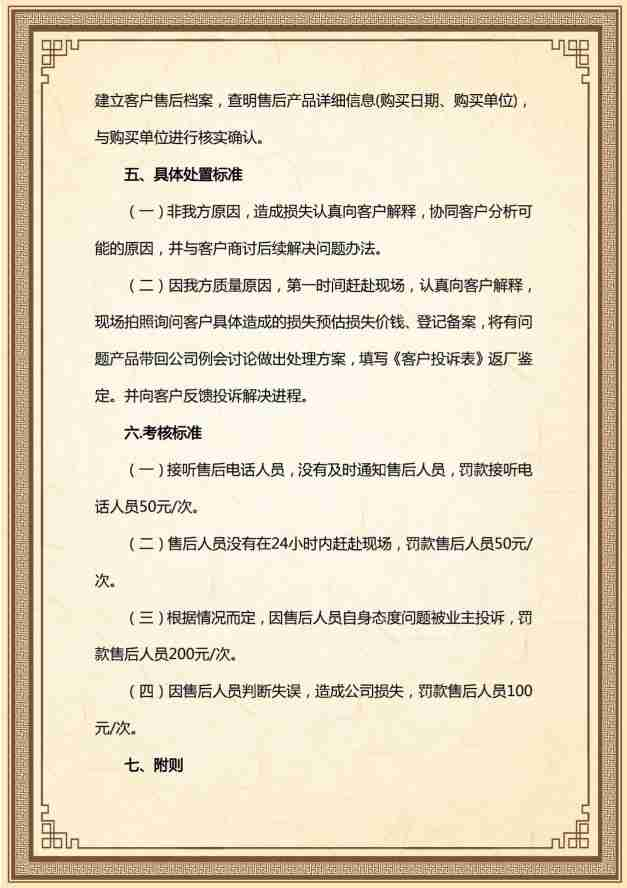 建立客户售后档案，查明售后产品详细信息(购买日期、购买单位)，
与购买单位进行核实确认。
五、具体处置标准
（一）非我方原因，造成损失认真向客户解释，协同客户分析可
能的原因，并与客户商讨后续解决问题办法。
（二）因我方质量原因，第一时间赶赴现场，认真向客户解释，
现场拍照询问客户具体造成的损失预估损失价钱、登记备案，将有问
题产品带回公司例会讨论做出处理方案，填写《客户投诉表》返厂鉴
定。并向客户反馈投诉解决进程。
六.考核标准
（一）接听售后电话人员，没有及时通知售后人员，罚款接听电
话人员50元/次。
（二）售后人员没有在24小时内赶赴现场，罚款售后人员50元/
次。
（三）根据情况而定，因售后人员自身态度问题被业主投诉，罚
款售后人员200元/次。
（四）因售后人员判断失误，造成公司损失，罚款售后人员100
元/次。
七、附则